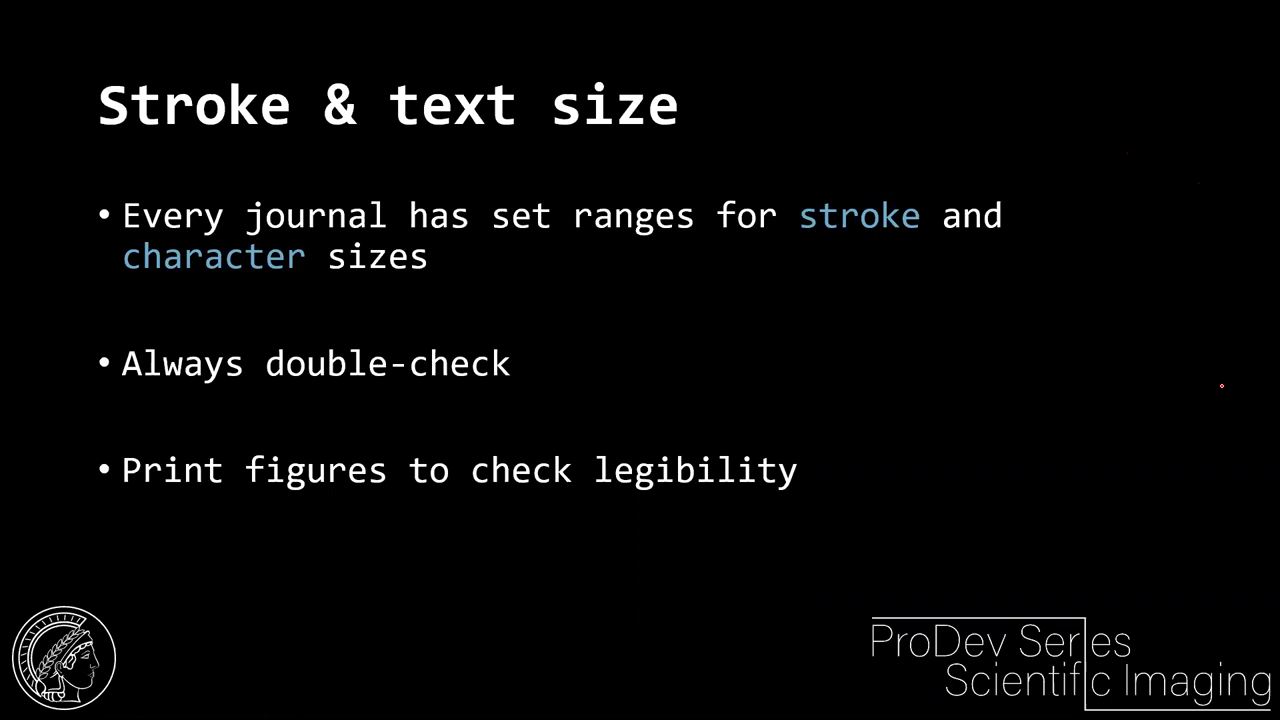 Stroke & text size
• Every journal has set ranges for stroke and
character sizes
• Always double-check
• Print figures to check legibility
ProDev Series
Scientific Imaging